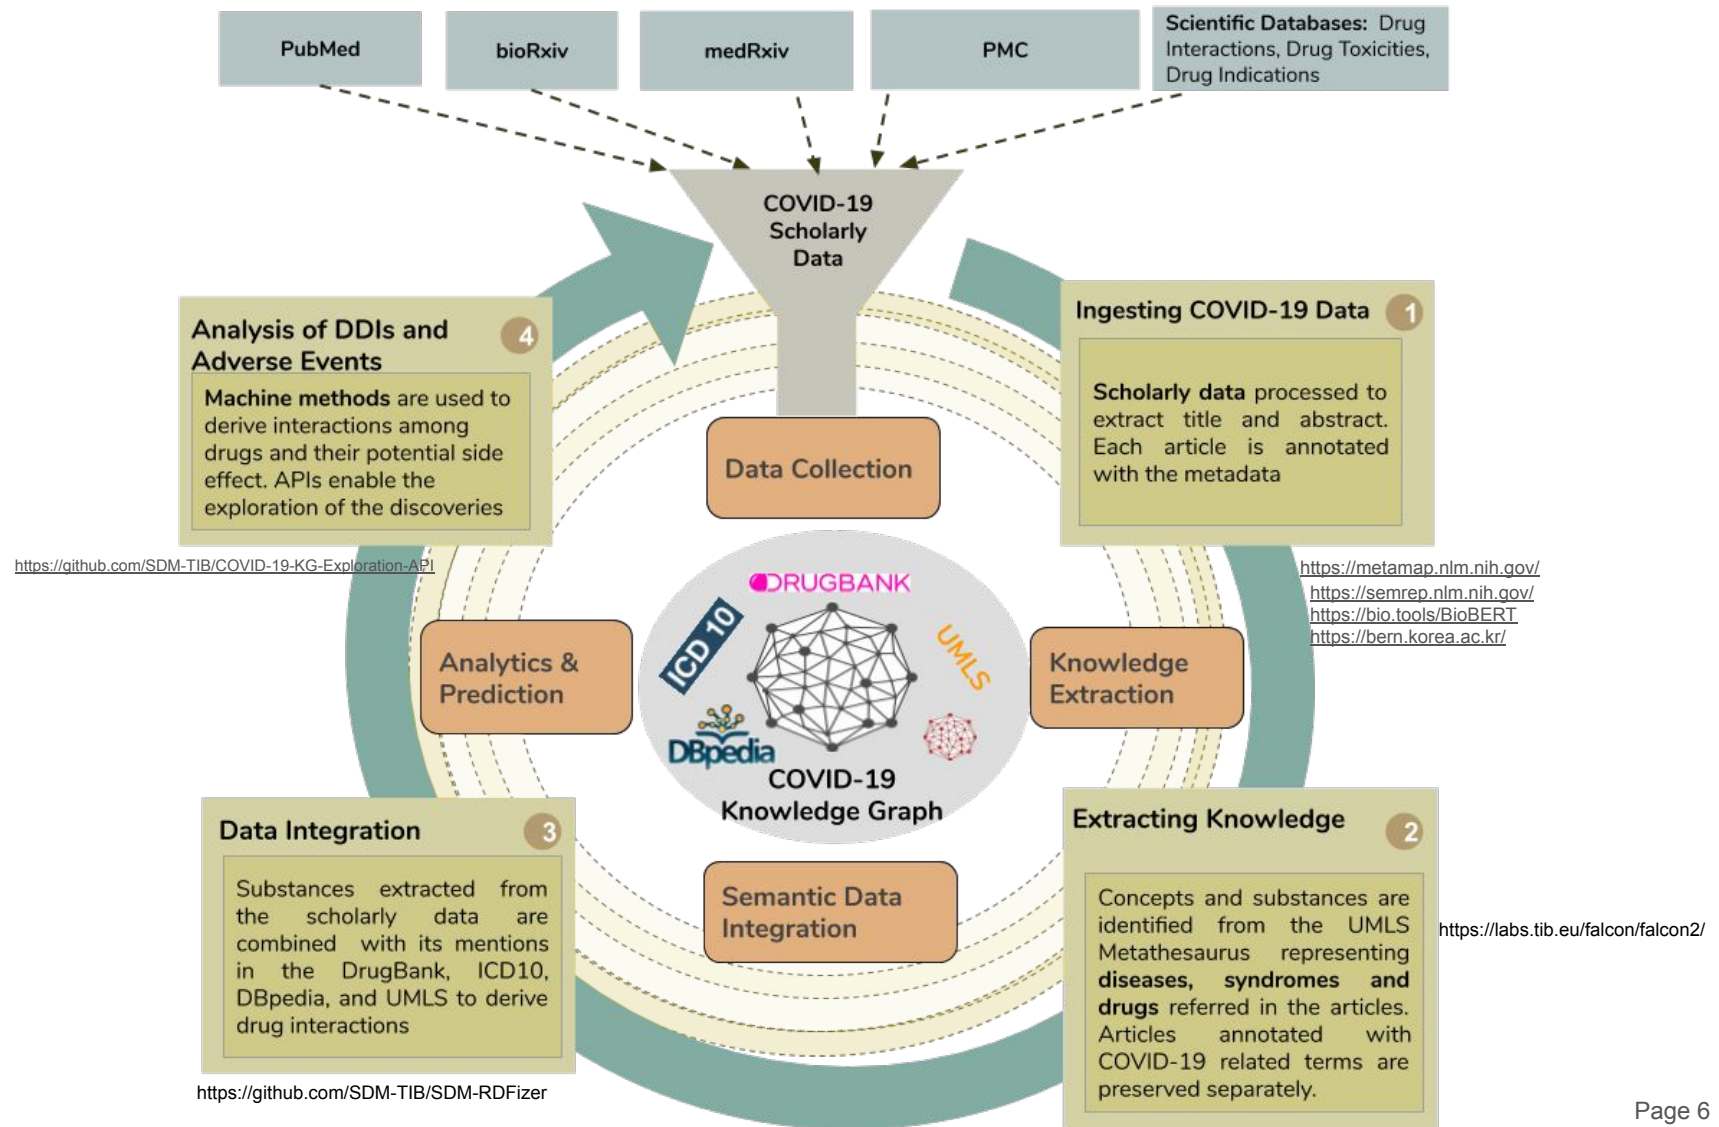 PubMed
bioRxiv
medRxiv
PMC
Scientific Databases: Drug
Interactions, Drug Toxicities,
Drug Indications
COVID-19
Scholarly
Data
Ingesting COVID-19 Data
1
Scholarly data processed to
extract title and abstract.
Each article is annotated
with the metadata
Analysis of DDIs and
Adverse Events
4
Machine methods are used to
derive interactions among
drugs and their potential side
effect. APIs enable the
exploration of the discoveries
https://github.com/SDM-TIB/COVID-19-KG-Exploration-API
Data Collection
https://metamap.nlm.nih.gov/
https://semrep.nlm.nih.gov/
https://bio.tools/BioBERT
https://bern.korea.ac.kr/
DRUGBANK
ICD 10
UMLS
DBpedia
COVID-19
Knowledge Graph
Analytics &
Prediction
Knowledge
Extraction
Data Integration
3
Substances extracted from
the scholarly data are
combined with its mentions
in the DrugBank, ICD10,
DBpedia, and UMLS to derive
drug interactions
https://github.com/SDM-TIB/SDM-RDFizer
Semantic Data
Integration
Extracting Knowledge
2
Concepts and substances are
identified from the UMLS
Metathesaurus representing
diseases, syndromes and
drugs referred in the articles.
Articles annotated with
COVID-19 related terms are
preserved separately.
https://labs.tib.eu/falcon/falcon2/
Page 6